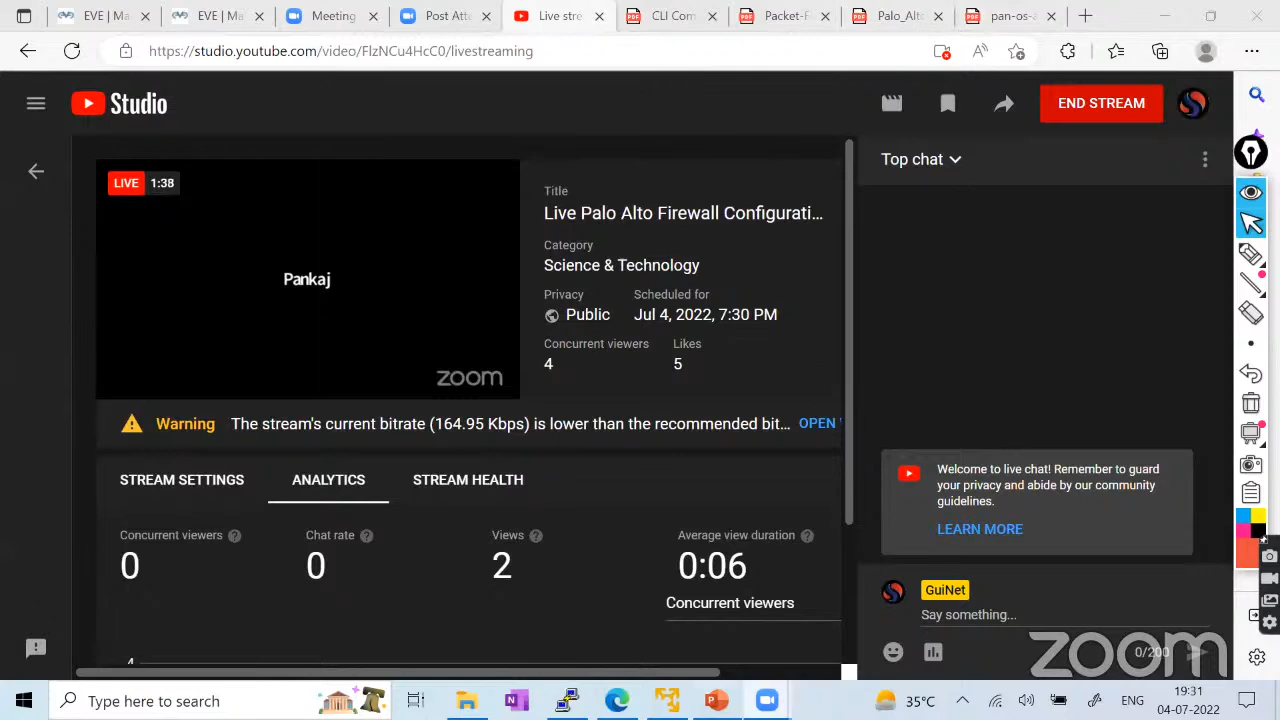 EVE | Ma
EVE | Ma
Meeting
Post Atte
Live stre
CLI Com
Packet-F
Palo_Alt
pan-os-a
https://studio.youtube.com/video/FlzNCu4HcC0/livestreaming
Studio
END STREAM
Top chat
LIVE 1:38
Pankaj
zoom
Title
Live Palo Alto Firewall Configurati...
Category
Science & Technology
Privacy
Scheduled for
Public
Jul 4, 2022, 7:30 PM
Concurrent viewers
Likes
4
5
Warning The stream's current bitrate (164.95 Kbps) is lower than the recommended bit... OPEN
STREAM SETTINGS
ANALYTICS
STREAM HEALTH
Concurrent viewers
Chat rate
Views
Average view duration
0
0
2
0:06
Concurrent viewers
4
Welcome to live chat! Remember to guard
your privacy and abide by our community
guidelines.
LEARN MORE
GuiNet
Say something...
0/200
zoom
Type here to search
35°C
ENG
19:31
04-07-2022